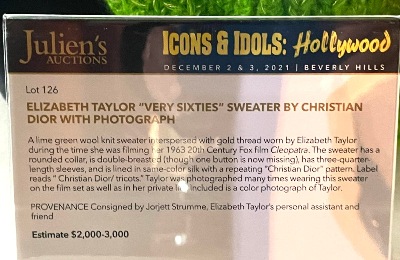 Julien's ICONS & IDOLS: Hollywood
AUCTIONS DECEMBER 2 & 3, 2021 | BEVERLY HILLS
Lot 126
ELIZABETH TAYLOR "VERY SIXTIES" SWEATER BY CHRISTIAN
DIOR WITH PHOTOGRAPH
A lime green wool knit sweater interspersed with gold thread worn by Elizabeth Taylor
during the time she was filming her 1963 20th Century Fox film Cleopatra. The sweater has a
rounded collar, is double-breasted (though one button is now missing), has three-quarter-
length sleeves, and is lined in same-color silk with a repeating "Christian Dior" pattern. Label
reads " Christian Dior/ tricots." Taylor was photographed many times wearing this sweater
on the film set as well as in her private life. Included is a color photograph of Taylor.
PROVENANCE Consigned by Jorjett Strumme, Elizabeth Taylor's personal assistant and
friend
Estimate $2,000-3,000